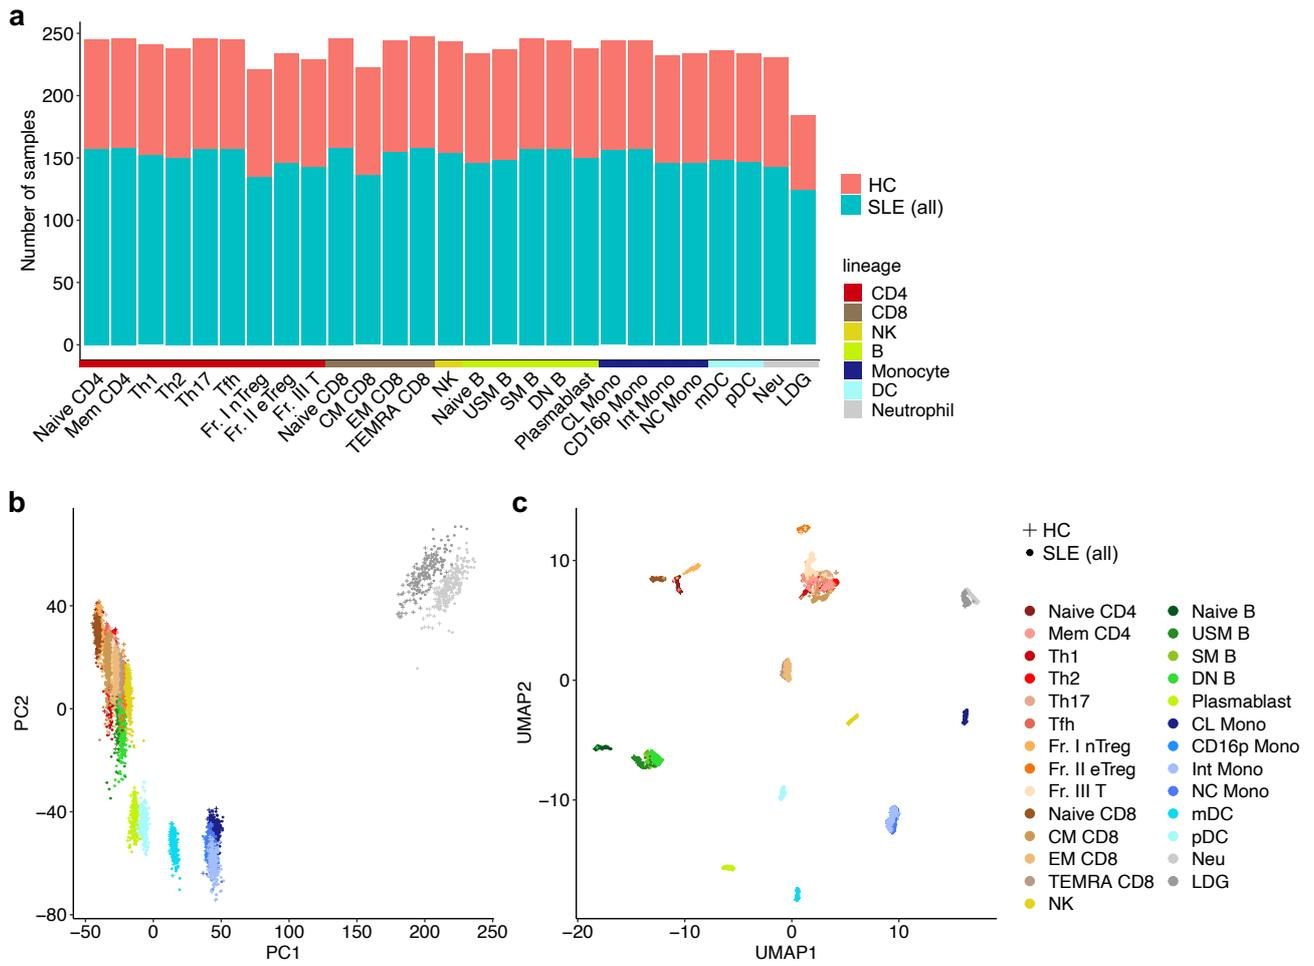 a
Number of samples
250
200
150
100
50
0
Naive CD4
Mem CD4
Th1
Th2
Th17
Tfh
Fr. I nTreg
Fr. II eTreg
Fr. III T
Naive CD8
CM CD8
EM CD8
TEMRA CD8
NK
Naive B
USM B
SM B
DN B
Plasmablast
CL Mono
CD16p Mono
Int Mono
NC Mono
mDC
pDC
Neu
LDG
HC
SLE (all)
lineage
CD4
CD8
NK
B
Monocyte
DC
Neutrophil
b
PC2
40
0
−40
−80
−50
0
50
100
150
200
250
PC1
c
UMAP2
10
0
−10
−20
−10
0
10
UMAP1
HC
SLE (all)
Naive CD4
Mem CD4
Th1
Th2
Th17
Tfh
Fr. I nTreg
Fr. II eTreg
Fr. III T
Naive CD8
CM CD8
EM CD8
TEMRA CD8
NK
Naive B
USM B
SM B
DN B
Plasmablast
CL Mono
CD16p Mono
Int Mono
NC Mono
mDC
pDC
Neu
LDG